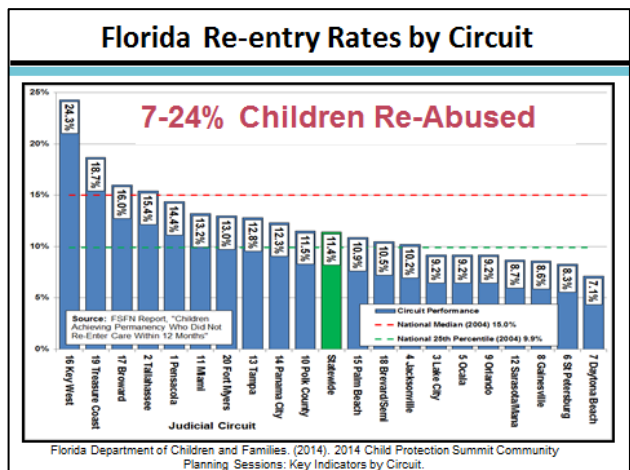 Florida Re-entry Rates by Circuit
7-24% Children Re-Abused
25%
20%
15%
10%
5%
0%
24.3%
18.7%
16.0%
15.4%
14.4%
13.2%
13.0%
12.8%
12.3%
11.5%
11.4%
10.9%
10.5%
10.2%
9.2%
9.2%
9.2%
8.7%
8.6%
8.3%
7.1%
Source: FSFN Report, "Children
Achieving Permanency Who Did Not
Re-Enter Care Within 12 Months"
Circuit Performance
National Median (2004) 15.0%
National 25th Percentile (2004) 9.9%
16 Key West
19 Treasure Coast
17 Broward
2 Tallahassee
1 Pensacola
11 Miami
20 Fort Myers
13 Tampa
14 Panama City
10 Polk County
Statewide
15 Palm Beach
18 Brevard/Semi
4 Jacksonville
3 Lake City
5 Ocala
9 Orlando
12 Sarasota/Mana
8 Gainesville
6 St Petersburg
7 Daytona Beach
Judicial Circuit
Florida Department of Children and Families. (2014). 2014 Child Protection Summit Community
Planning Sessions: Key Indicators by Circuit.